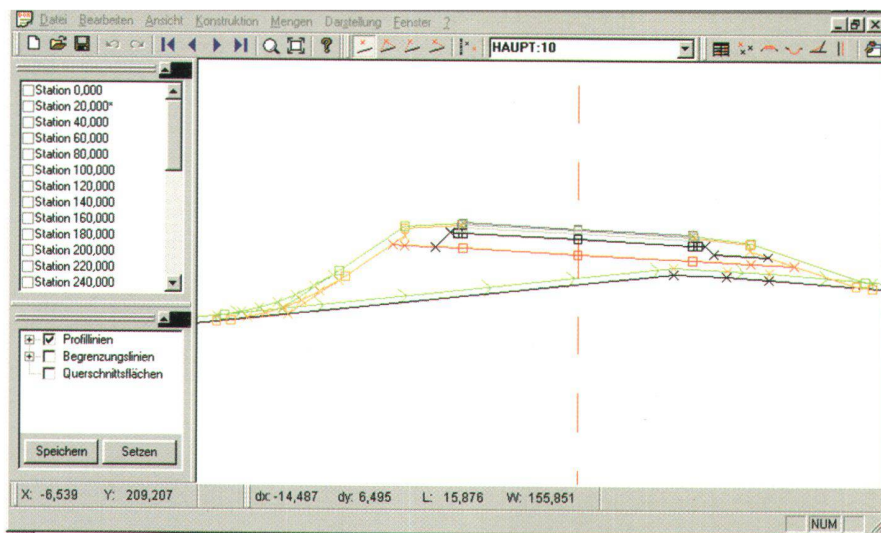 Datei Bearbeiten Ansicht Konstruktion Mengen Darstellung Fenster ?
HAUPT:10
Station 0,000
Station 20,000*
Station 40,000
Station 60,000
Station 80,000
Station 100,000
Station 120,000
Station 140,000
Station 160,000
Station 180,000
Station 200,000
Station 220,000
Station 240,000
Profillinien
Begrenzungslinien
Querschnittsflächen
Speichern Setzen
X: -6,539 Y: 209,207 dx: -14,487 dy: 6,495 L: 15,876 W: 155,851
NUM